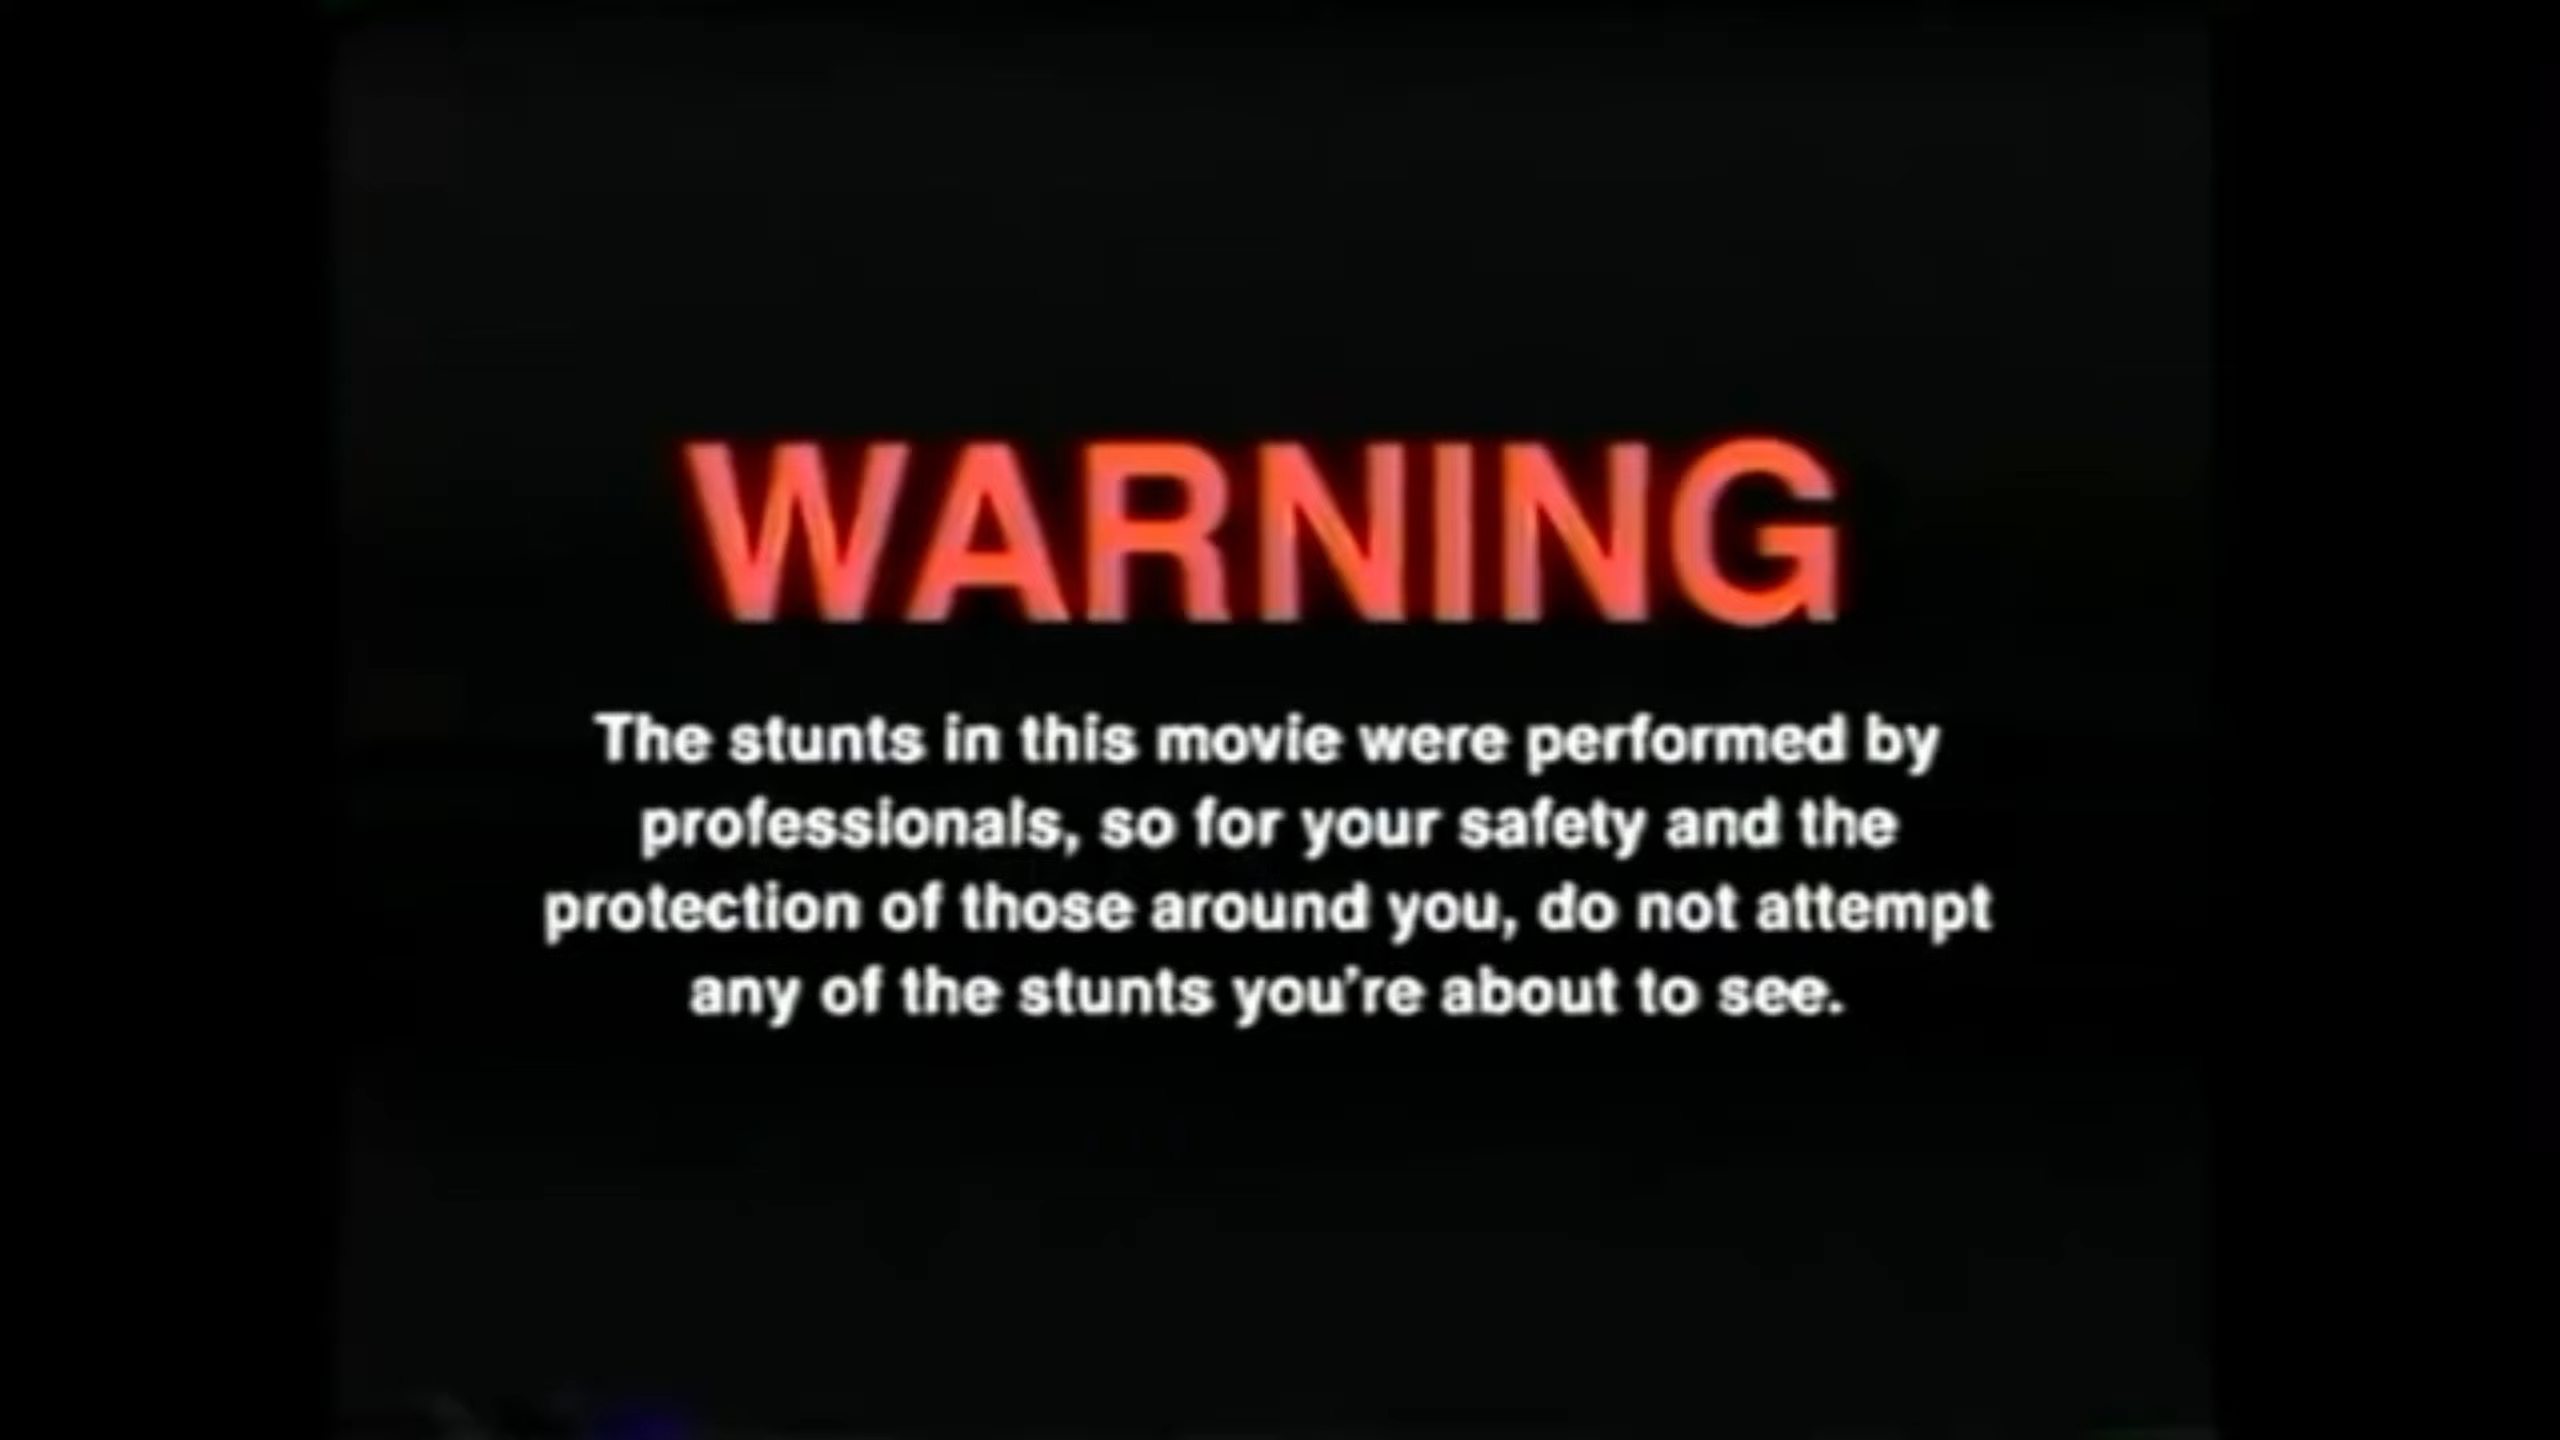 WARNING
The stunts in this movie were performed by
professionals, so for your safety and the
protection of those around you, do not attempt
any of the stunts you're about to see.